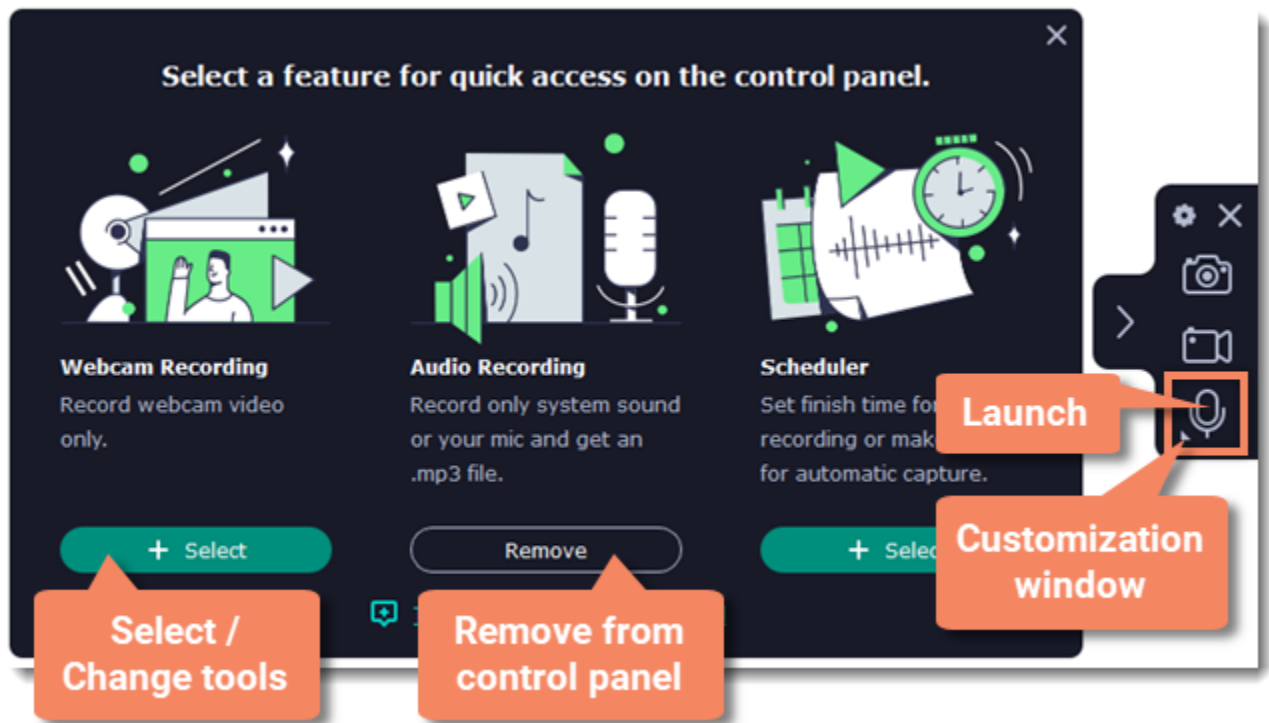 Select a feature for quick access on the control panel.
Webcam Recording
Record webcam video
only.
+ Select
Audio Recording
Record only system sound
or your mic and get an
.mp3 file.
Remove
Scheduler
Set finish time for
recording or mak
for automatic capture.
+ Selec
Launch
Customization
window
Select /
Change tools
Remove from
control panel